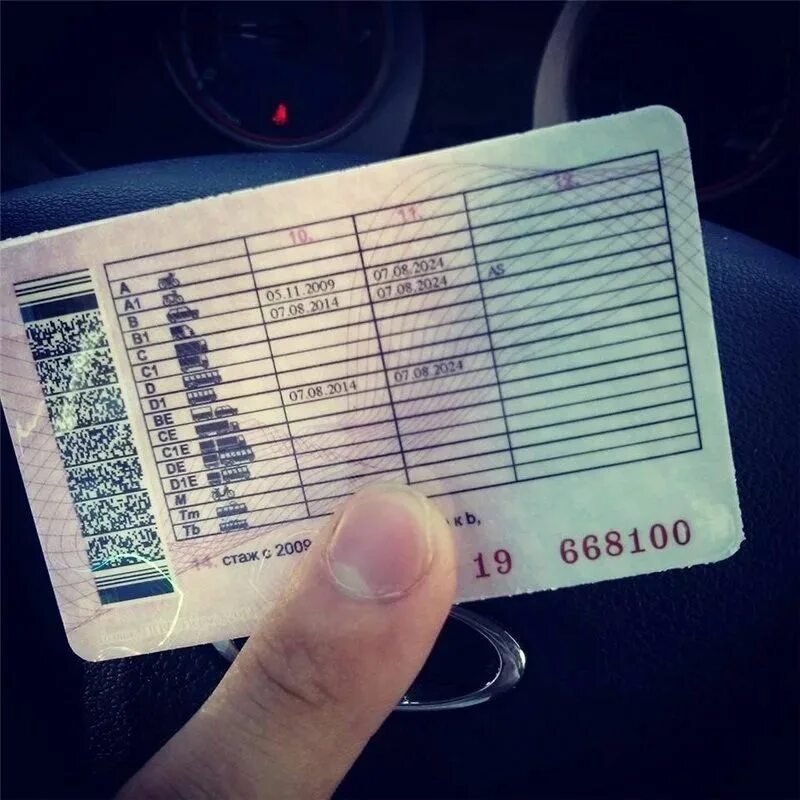 10. 11. 12.
A
A1
B 05.11.2009 07.08.2024
B1 07.08.2014 07.08.2024 AS
C
C1
D
D1
BE 07.08.2014 07.08.2024
CE
C1E
DE
D1E
M
Tm
Tb
14. стаж с 2009
19 668100